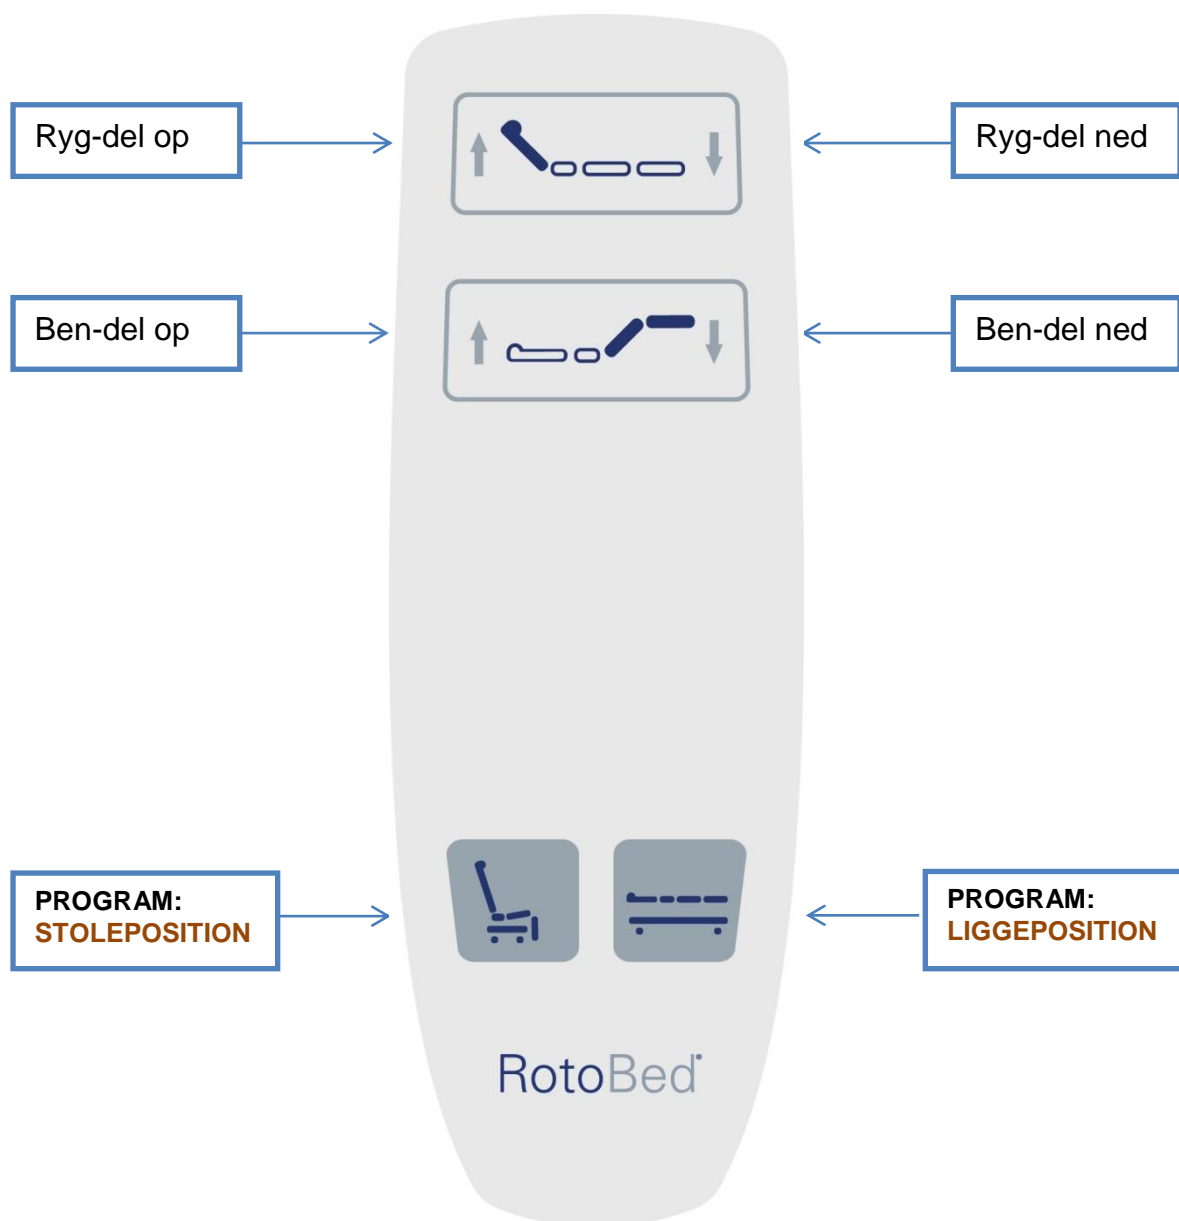 Ryg-del op
Ryg-del ned
Ben-del op
Ben-del ned
PROGRAM:
STOLEPOSITION
PROGRAM:
LIGGEPOSITION
RotoBed®